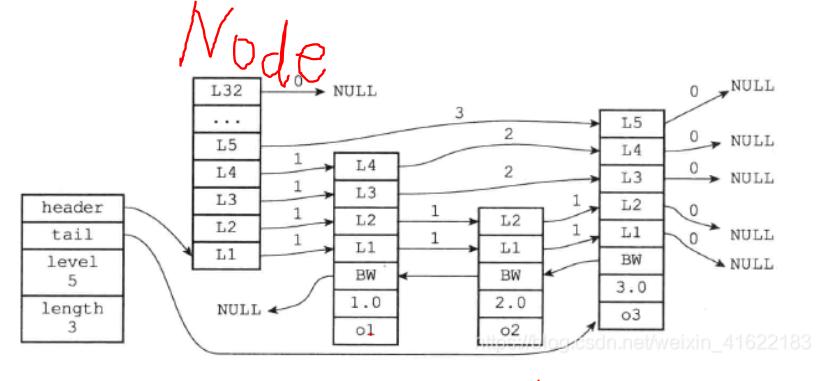 Node
L32 0 NULL
...
L5 3 L5 0 NULL
L4 1 L4 2 L4 0 NULL
L3 1 L3 2 L3 0 NULL
L2 1 L2 1 L2 1 L2 0 NULL
L1 1 L1 1 L1 1 L1 0 NULL
header
tail
level
5
length
3
NULL
BW
1.0
o1
BW
2.0
o2
BW
3.0
o3
https://blog.csdn.net/weixin_41622183